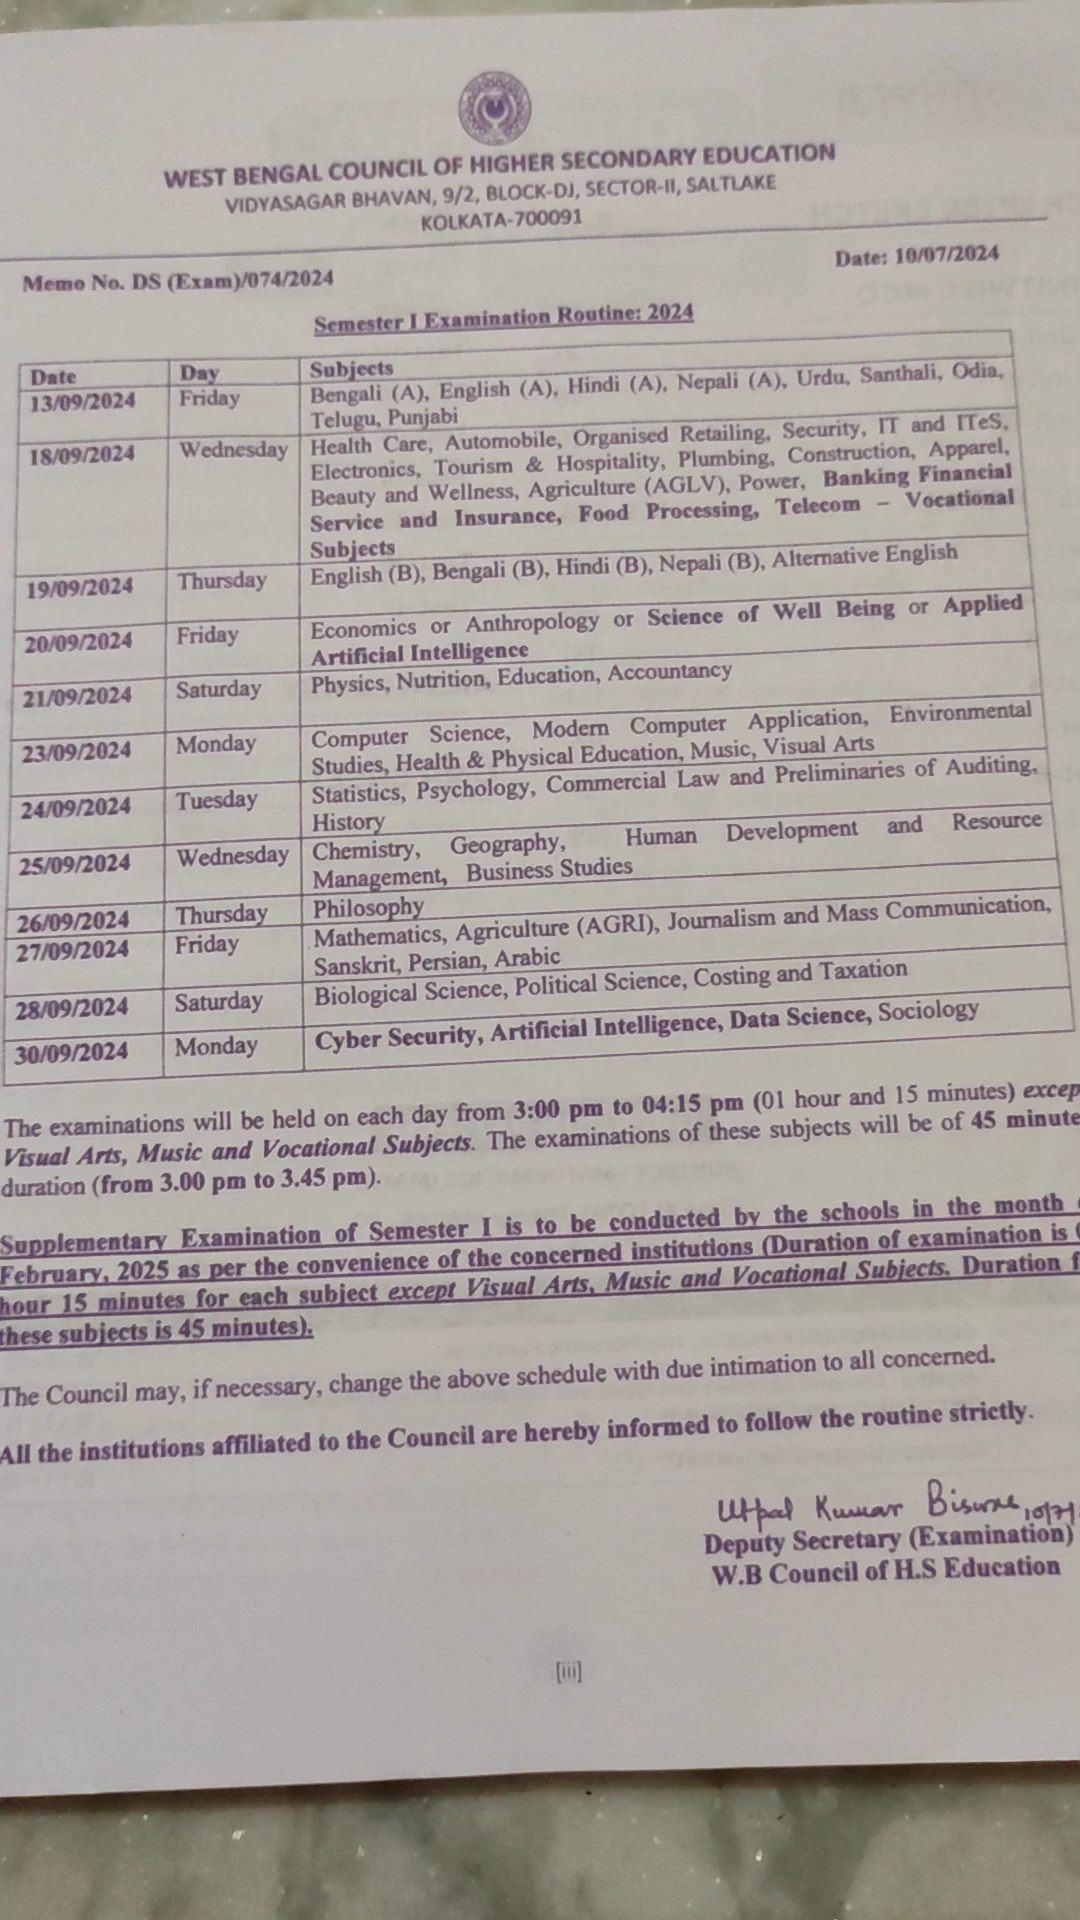 WEST BENGAL COUNCIL OF HIGHER SECONDARY EDUCATION
VIDYASAGAR BHAVAN, 9/2, BLOCK-DJ, SECTOR-II, SALTLAKE
KOLKATA-700091
Memo No. DS (Exam)/074/2024
Date: 10/07/2024
Semester I Examination Routine: 2024
Date Day Subjects
13/09/2024 Friday Bengali (A), English (A), Hindi (A), Nepali (A), Urdu, Santhali, Odia,
Telugu, Punjabi
18/09/2024 Wednesday Health Care, Automobile, Organised Retailing, Security, IT and ITeS,
Electronics, Tourism & Hospitality, Plumbing, Construction, Apparel,
Beauty and Wellness, Agriculture (AGLV), Power, Banking Financial
Service and Insurance, Food Processing, Telecom – Vocational
Subjects
19/09/2024 Thursday English (B), Bengali (B), Hindi (B), Nepali (B), Alternative English
20/09/2024 Friday Economics or Anthropology or Science of Well Being or Applied
Artificial Intelligence
21/09/2024 Saturday Physics, Nutrition, Education, Accountancy
23/09/2024 Monday Computer Science, Modern Computer Application, Environmental
Studies, Health & Physical Education, Music, Visual Arts
24/09/2024 Tuesday Statistics, Psychology, Commercial Law and Preliminaries of Auditing,
History
25/09/2024 Wednesday Chemistry, Geography, Human Development and Resource
Management, Business Studies
26/09/2024 Thursday Philosophy
27/09/2024 Friday Mathematics, Agriculture (AGRI), Journalism and Mass Communication,
Sanskrit, Persian, Arabic
28/09/2024 Saturday Biological Science, Political Science, Costing and Taxation
30/09/2024 Monday Cyber Security, Artificial Intelligence, Data Science, Sociology
The examinations will be held on each day from 3:00 pm to 04:15 pm (01 hour and 15 minutes) excep
Visual Arts, Music and Vocational Subjects. The examinations of these subjects will be of 45 minute
duration (from 3.00 pm to 3.45 pm).
Supplementary Examination of Semester I is to be conducted by the schools in the month
February, 2025 as per the convenience of the concerned institutions (Duration of examination is
hour 15 minutes for each subject except Visual Arts, Music and Vocational Subjects. Duration f
these subjects is 45 minutes).
The Council may, if necessary, change the above schedule with due intimation to all concerned.
All the institutions affiliated to the Council are hereby informed to follow the routine strictly.
Utpal Kumar Biswas 10/7/
Deputy Secretary (Examination)
W.B Council of H.S Education
[iii]